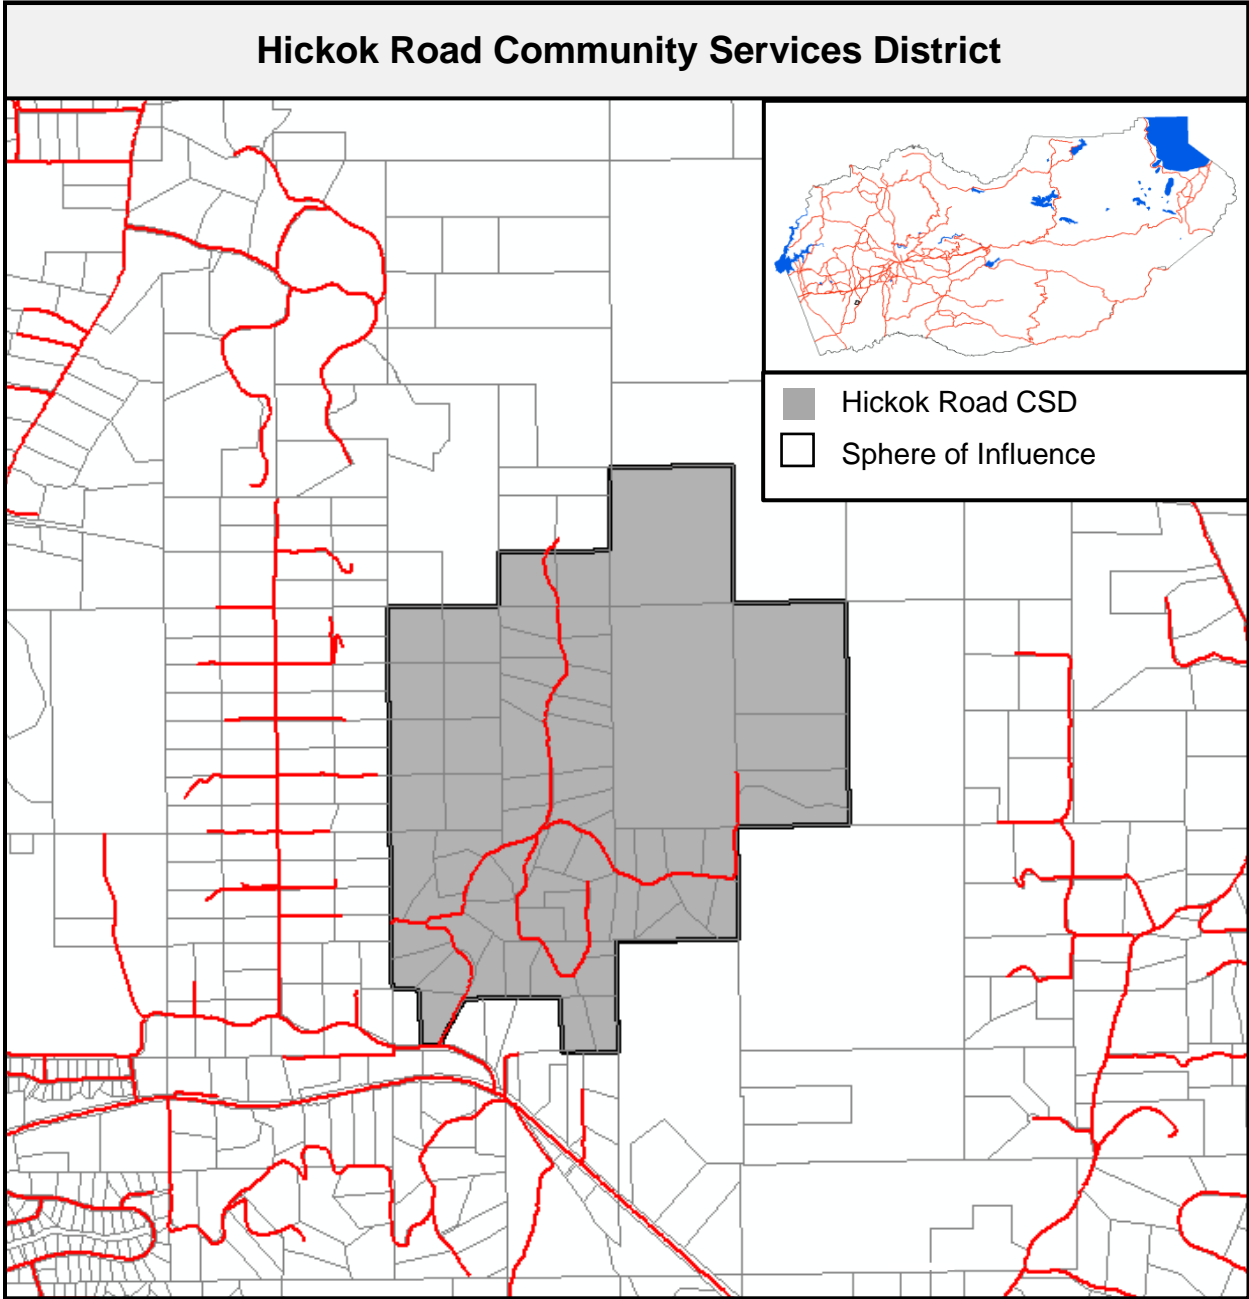 Hickok Road Community Services District
Hickok Road CSD
Sphere of Influence